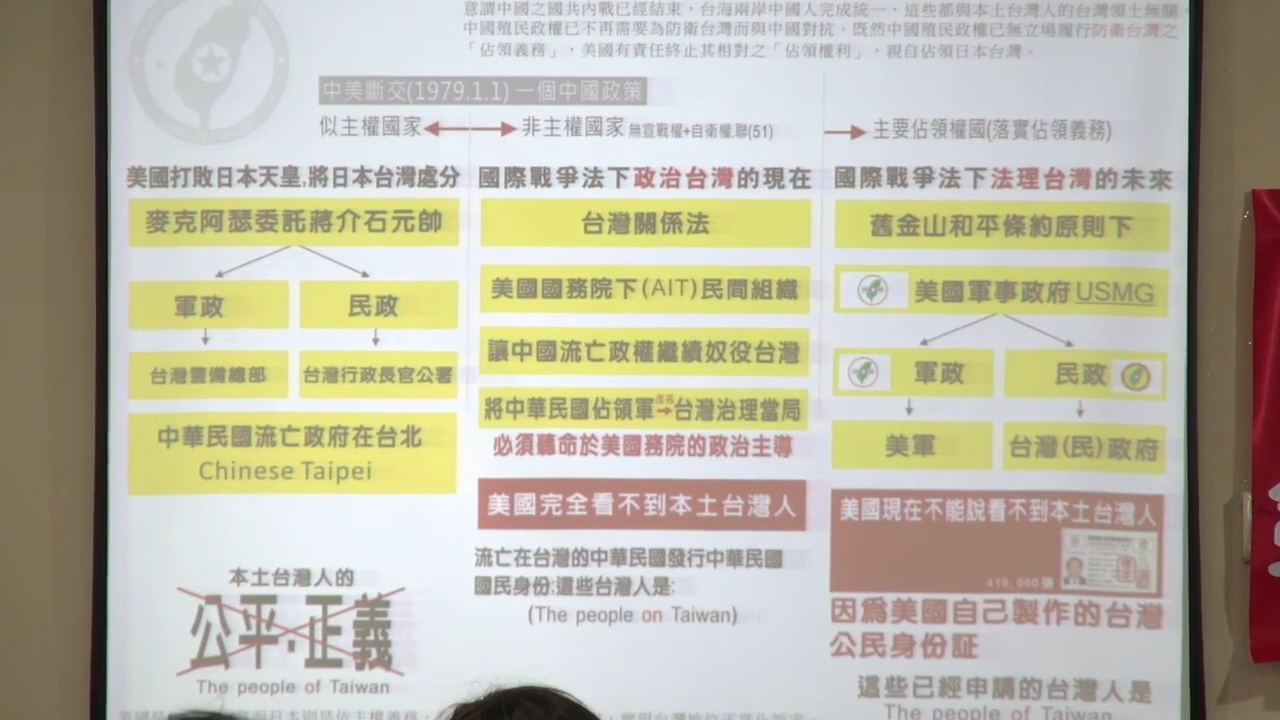 意謂中國之國共內戰已經結束，台海兩岸中國人完成統一，這些都與本土台灣人的台灣領土無關
中國殖民政權已不再需要為防衛台灣而與中國對抗。既然中國殖民政權已無立場履行防衛台灣之
「佔領義務」，美國有責任終止其相對之「佔領權利」，親自佔領日本台灣。
中美斷交(1979.1.1) 一個中國政策
似主權國家 非主權國家 無宣戰權+自衛權.聯(51) 主要佔領權國(落實佔領義務)
美國打敗日本天皇,將日本台灣處分
麥克阿瑟委託蔣介石元帥
軍政 民政
台灣警備總部 台灣行政長官公署
中華民國流亡政府在台北
Chinese Taipei
本土台灣人的
公平.正義
The people of Taiwan
國際戰爭法下政治台灣的現在
台灣關係法
美國國務院下(AIT)民間組織
讓中國流亡政權繼續奴役台灣
將中華民國佔領軍改名→台灣治理當局
必須聽命於美國務院的政治主導
美國完全看不到本土台灣人
流亡在台灣的中華民國發行中華民國
國民身份;這些台灣人是:
(The people on Taiwan)
國際戰爭法下法理台灣的未來
舊金山和平條約原則下
美國軍事政府USMG
軍政 民政
美軍 台灣(民)政府
美國現在不能說看不到本土台灣人
410,000張
因為美國自己製作的台灣
公民身份証
這些已經申請的台灣人是
The people of Taiwan